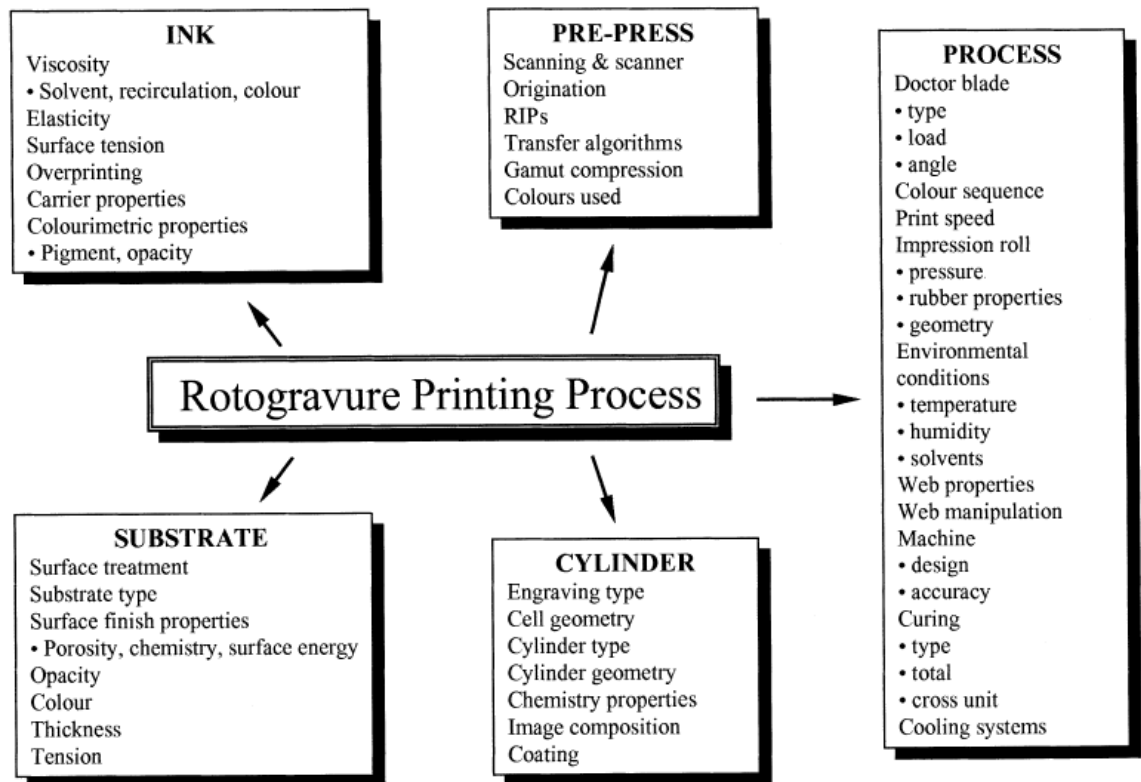 INK
Viscosity
• Solvent, recirculation, colour
Elasticity
Surface tension
Overprinting
Carrier properties
Colourimetric properties
• Pigment, opacity
PRE-PRESS
Scanning & scanner
Origination
RIPs
Transfer algorithms
Gamut compression
Colours used
PROCESS
Doctor blade
• type
• load
• angle
Colour sequence
Print speed
Impression roll
• pressure
• rubber properties
• geometry
Environmental
conditions
• temperature
• humidity
• solvents
Web properties
Web manipulation
Machine
• design
• accuracy
Curing
• type
• total
• cross unit
Cooling systems
Rotogravure Printing Process
SUBSTRATE
Surface treatment
Substrate type
Surface finish properties
• Porosity, chemistry, surface energy
Opacity
Colour
Thickness
Tension
CYLINDER
Engraving type
Cell geometry
Cylinder type
Cylinder geometry
Chemistry properties
Image composition
Coating